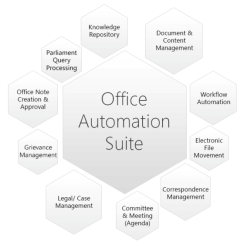 Knowledge
Repository
Document &
Content
Management
Parliament
Query
Processing
Office Note
Creation &
Approval
Office
Automation
Suite
Workflow
Automation
Grievance
Management
Electronic
File
Movement
Legal/ Case
Management
Committee
& Meeting
(Agenda)
Correspondence
Management